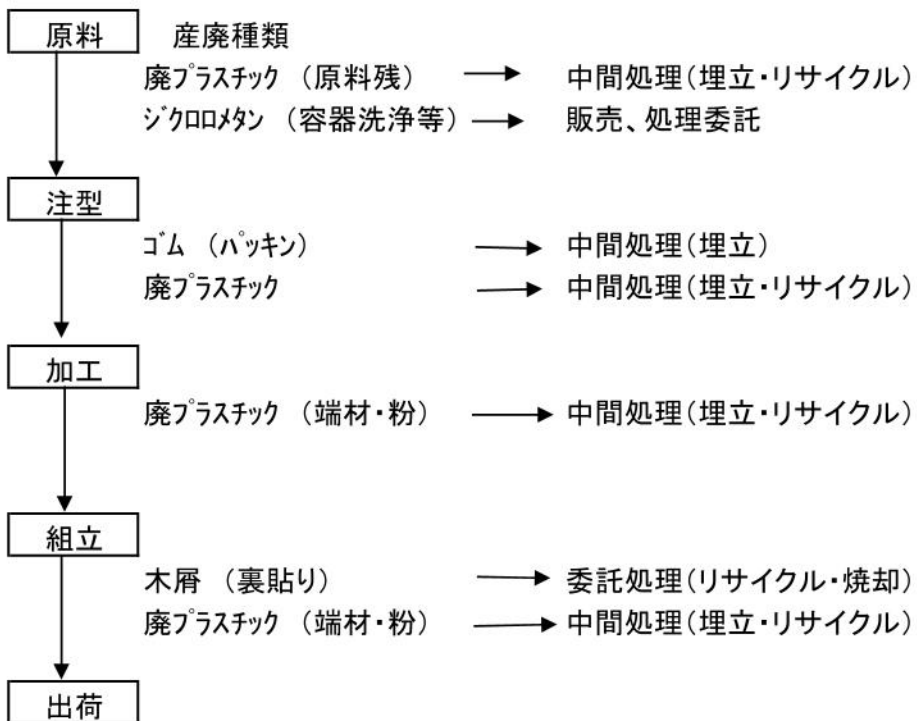 原料 産廃種類
廃プラスチック (原料残) → 中間処理(埋立・リサイクル)
ｼﾞｸﾛﾛﾒﾀﾝ (容器洗浄等) → 販売、処理委託
注型
ｺﾞﾑ (ﾊﾟｯｷﾝ) → 中間処理(埋立)
廃ﾌﾟﾗｽﾁｯｸ → 中間処理(埋立・リサイクル)
加工
廃ﾌﾟﾗｽﾁｯｸ (端材・粉) → 中間処理(埋立・リサイクル)
組立
木屑 (裏貼り) → 委託処理(リサイクル・焼却)
廃ﾌﾟﾗｽﾁｯｸ (端材・粉) → 中間処理(埋立・リサイクル)
出荷